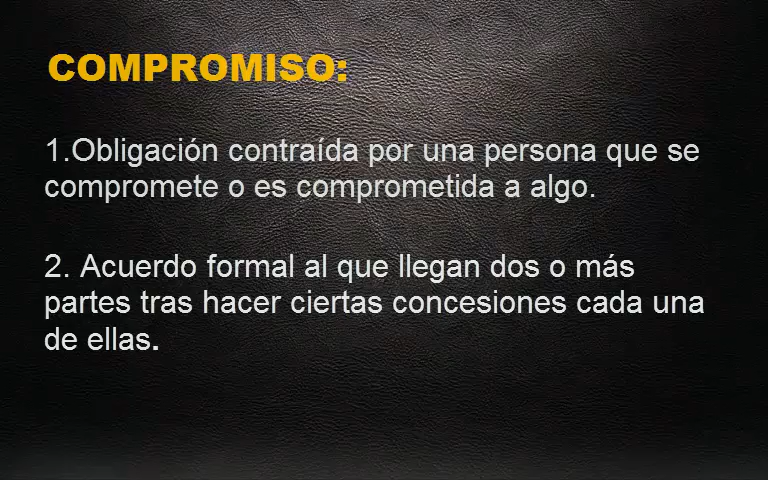 COMPROMISO:
1.Obligación contraída por una persona que se
compromete o es comprometida a algo.
2. Acuerdo formal al que llegan dos o más
partes tras hacer ciertas concesiones cada una
de ellas.